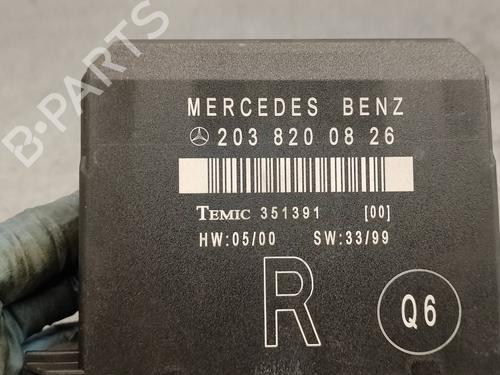 B-PARTS
MERCEDES BENZ
203 820 08 26
TEMIC 351391 [00]
HW:05/00 SW:33/99
R
Q6